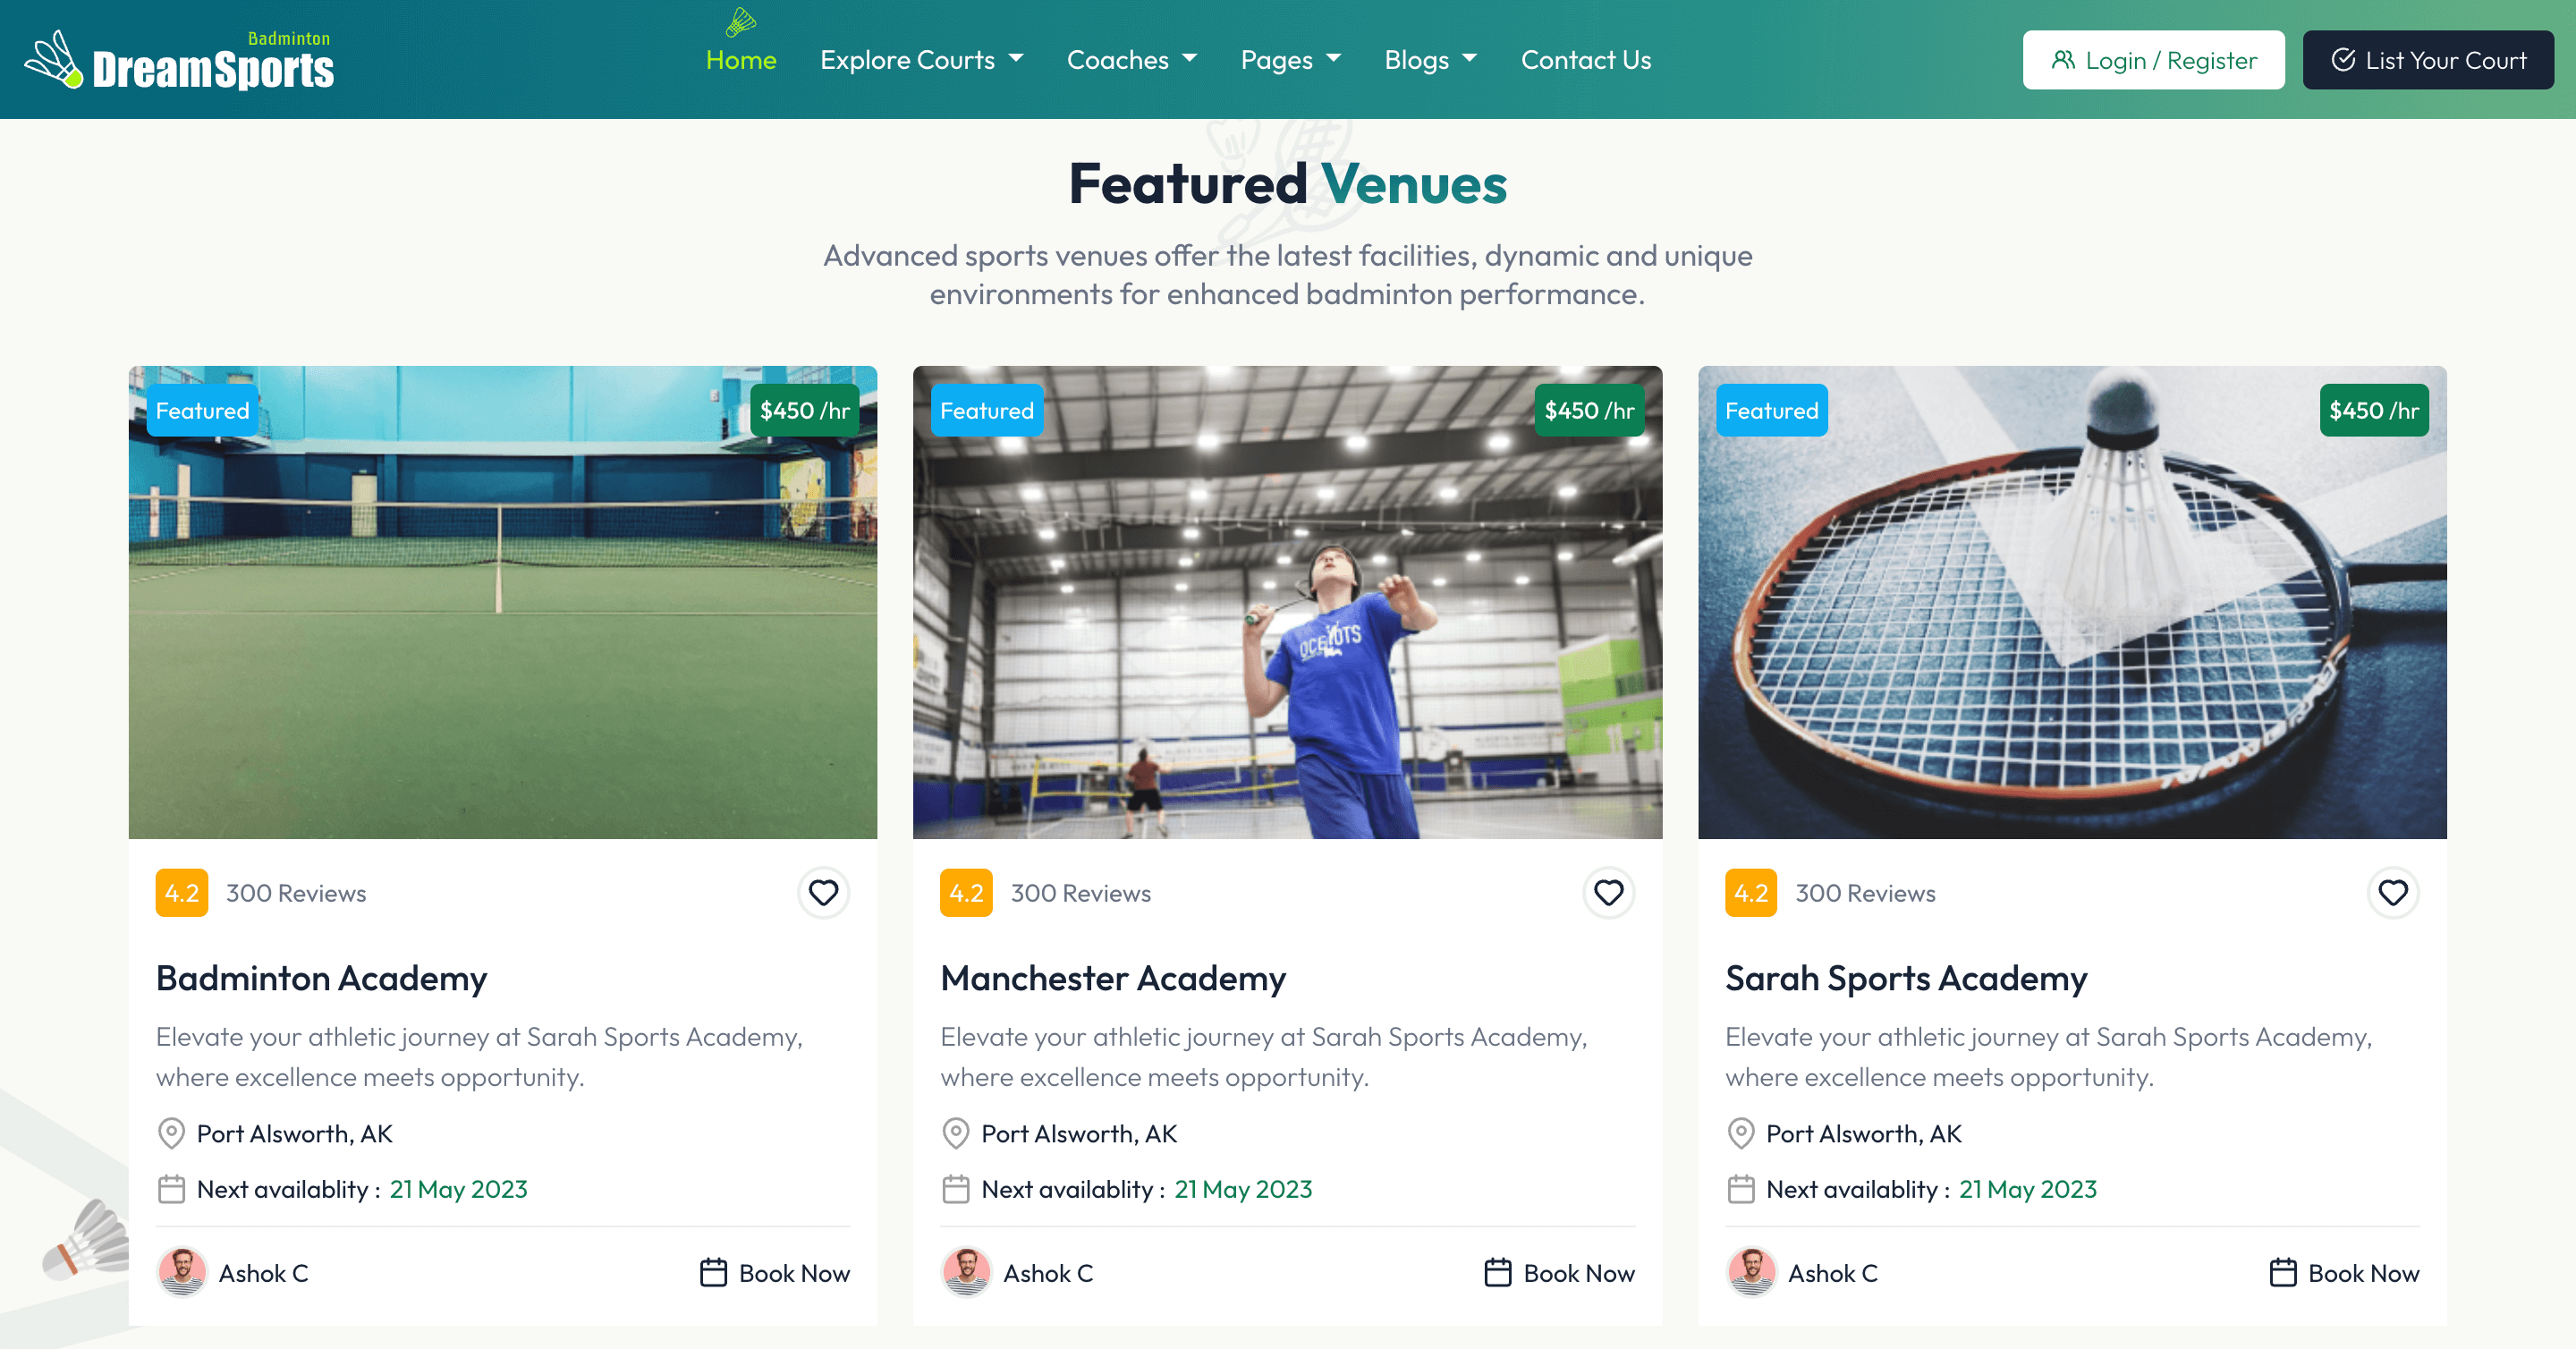 Badminton
DreamSports
Home
Explore Courts
Coaches
Pages
Blogs
Contact Us
Login / Register
List Your Court
Featured Venues
Advanced sports venues offer the latest facilities, dynamic and unique
environments for enhanced badminton performance.
Featured
$450 /hr
4.2
300 Reviews
Badminton Academy
Elevate your athletic journey at Sarah Sports Academy,
where excellence meets opportunity.
Port Alsworth, AK
Next availablity : 21 May 2023
Ashok C
Book Now
Featured
$450 /hr
OCELOTS
4.2
300 Reviews
Manchester Academy
Elevate your athletic journey at Sarah Sports Academy,
where excellence meets opportunity.
Port Alsworth, AK
Next availablity : 21 May 2023
Ashok C
Book Now
Featured
$450 /hr
4.2
300 Reviews
Sarah Sports Academy
Elevate your athletic journey at Sarah Sports Academy,
where excellence meets opportunity.
Port Alsworth, AK
Next availablity : 21 May 2023
Ashok C
Book Now